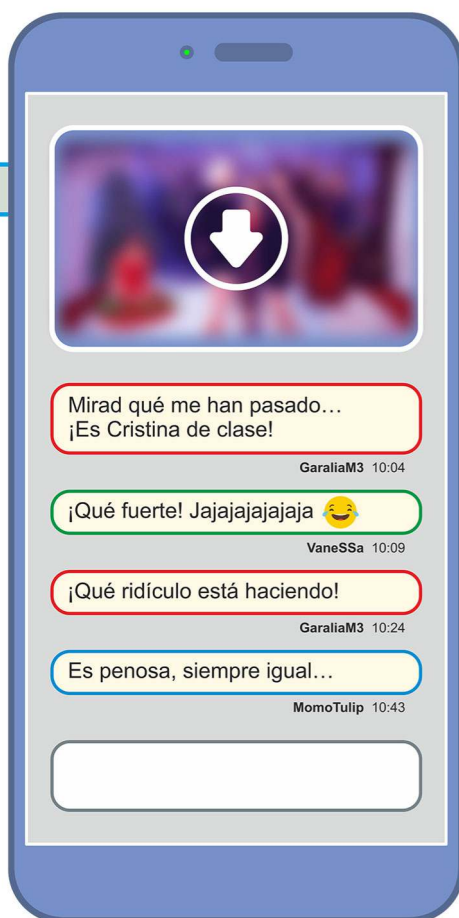 Mirad qué me han pasado…
¡Es Cristina de clase!
GaraliaM3 10:04
¡Qué fuerte! Jajajajajajaja 😂
VaneSSa 10:09
¡Qué ridículo está haciendo!
GaraliaM3 10:24
Es penosa, siempre igual…
MomoTulip 10:43